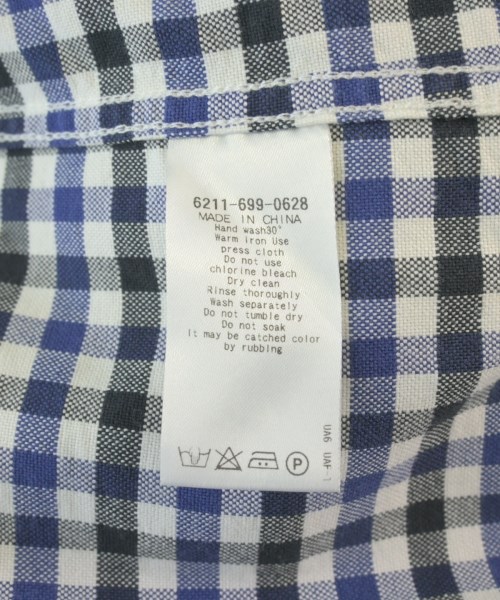 6211-699-0628
MADE IN CHINA
Hand wash30°
Warm iron Use
press cloth
Do not use
chlorine bleach
Dry clean
Rinse thoroughly
Wash separately
Do not tumble dry
Do not soak
It may be catched color
by rubbing
P